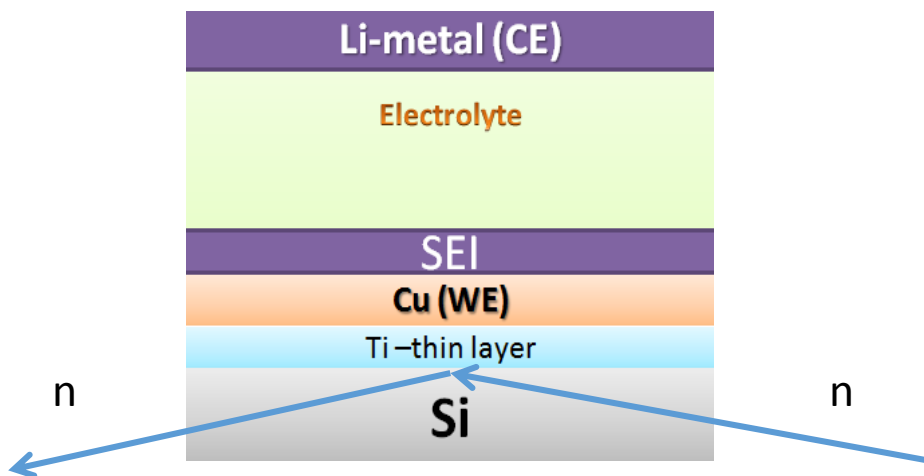 Li-metal (CE)
Electrolyte
SEI
Cu (WE)
Ti –thin layer
n
n
Si